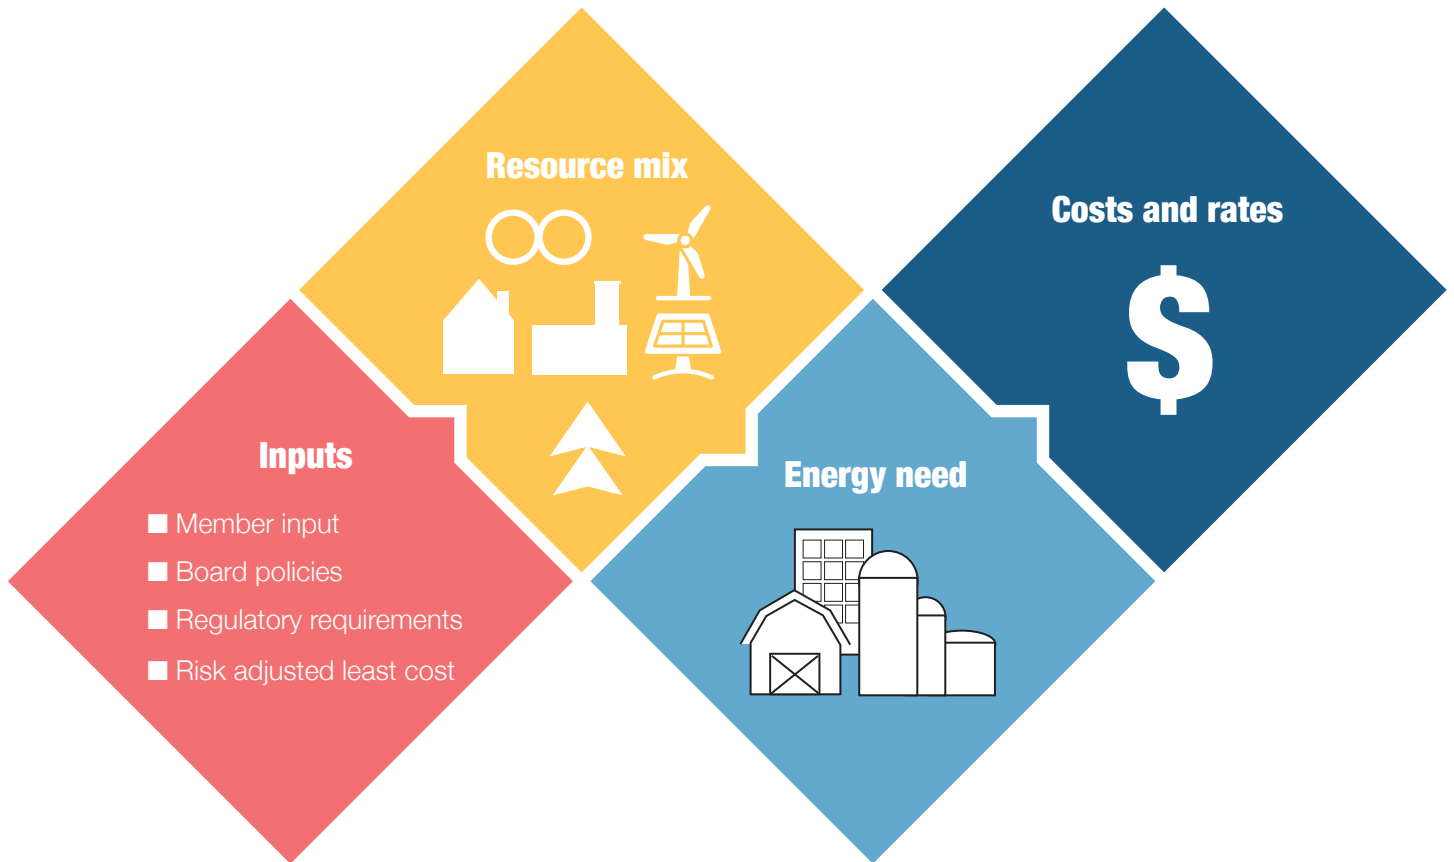 Resource mix
Costs and rates
$
Inputs
■ Member input
■ Board policies
■ Regulatory requirements
■ Risk adjusted least cost
Energy need